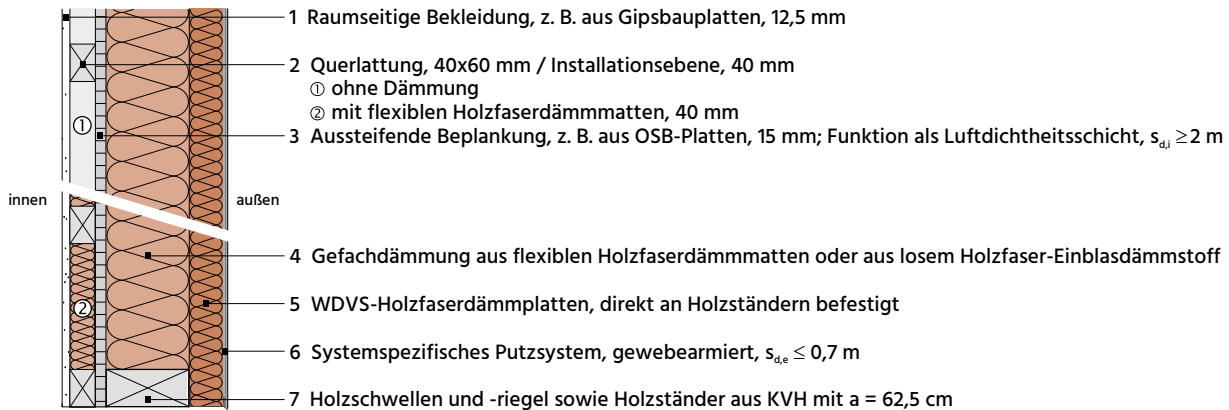 1 Raumseitige Bekleidung, z. B. aus Gipsbauplatten, 12,5 mm
2 Querlattung, 40x60 mm / Installationsebene, 40 mm
① ohne Dämmung
② mit flexiblen Holzfaserdämmmatten, 40 mm
①
3 Aussteifende Beplankung, z. B. aus OSB-Platten, 15 mm; Funktion als Luftdichtheitsschicht, s_d,i ≥ 2 m
innen
außen
4 Gefachdämmung aus flexiblen Holzfaserdämmmatten oder aus losem Holzfaser-Einblasdämmstoff
②
5 WDVS-Holzfaserdämmplatten, direkt an Holzständern befestigt
6 Systemspezifisches Putzsystem, gewebearmiert, s_d,e ≤ 0,7 m
7 Holzschwellen und -riegel sowie Holzständer aus KVH mit a = 62,5 cm